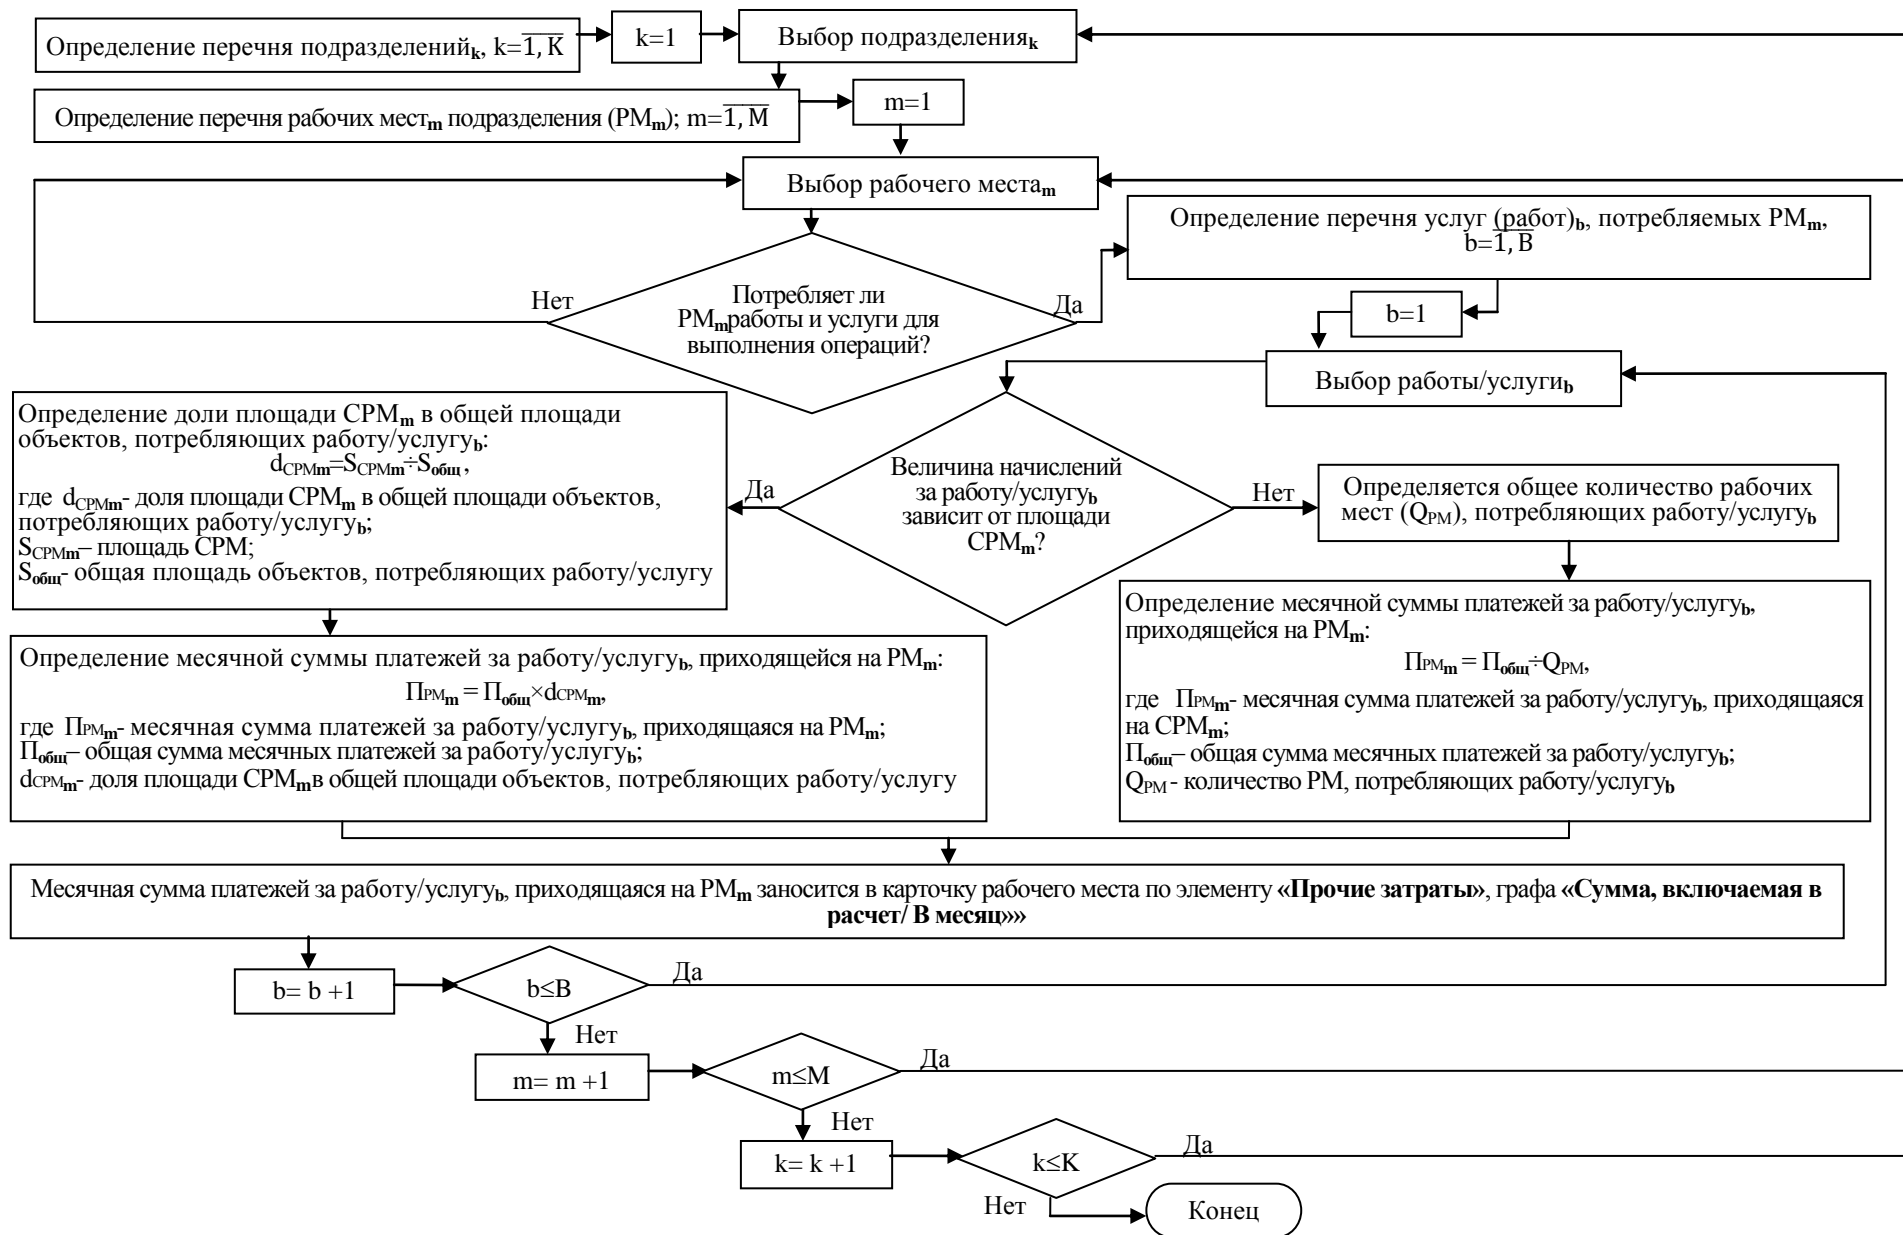 Определение перечня подразделенийk, k=1, K
k=1
Выбор подразделенияk
Определение перечня рабочих местm подразделения (РМm); m=1, M
m=1
Выбор рабочего местаm
Потребляет ли
РМmработы и услуги для
выполнения операций?
Нет
Да
Определение перечня услуг (работ)b, потребляемых РМm,
b=1, B
b=1
Выбор работы/услугиb
Величина начислений
за работу/услугуb
зависит от площади
СРМm?
Да
Нет
Определение доли площади СРМm в общей площади
объектов, потребляющих работу/услугуb:
dСРМm=SСРМm÷Sобщ ,
где dСРМm- доля площади СРМm в общей площади объектов,
потребляющих работу/услугуb;
SСРМm– площадь СРМ;
Sобщ- общая площадь объектов, потребляющих работу/услугу
Определяется общее количество рабочих
мест (QРМ), потребляющих работу/услугуb
Определение месячной суммы платежей за работу/услугуb, приходящейся на РМm:
ПРМm = Побщ×dСРМm,
где ПРМm- месячная сумма платежей за работу/услугуb, приходящаяся на РМm;
Побщ– общая сумма месячных платежей за работу/услугуb;
dСРМm- доля площади СРМmв общей площади объектов, потребляющих работу/услугу
Определение месячной суммы платежей за работу/услугуb,
приходящейся на РМm:
ПРМm = Побщ÷QРМ,
где ПРМm- месячная сумма платежей за работу/услугуb, приходящаяся
на СРМm;
Побщ– общая сумма месячных платежей за работу/услугуb;
QРМ - количество РМ, потребляющих работу/услугуb
Месячная сумма платежей за работу/услугуb, приходящаяся на РМm заносится в карточку рабочего места по элементу «Прочие затраты», графа «Сумма, включаемая в
расчет/ В месяц»»
b= b +1
b≤B
Да
Нет
m= m +1
m≤M
Да
Нет
k= k +1
k≤K
Да
Нет
Конец